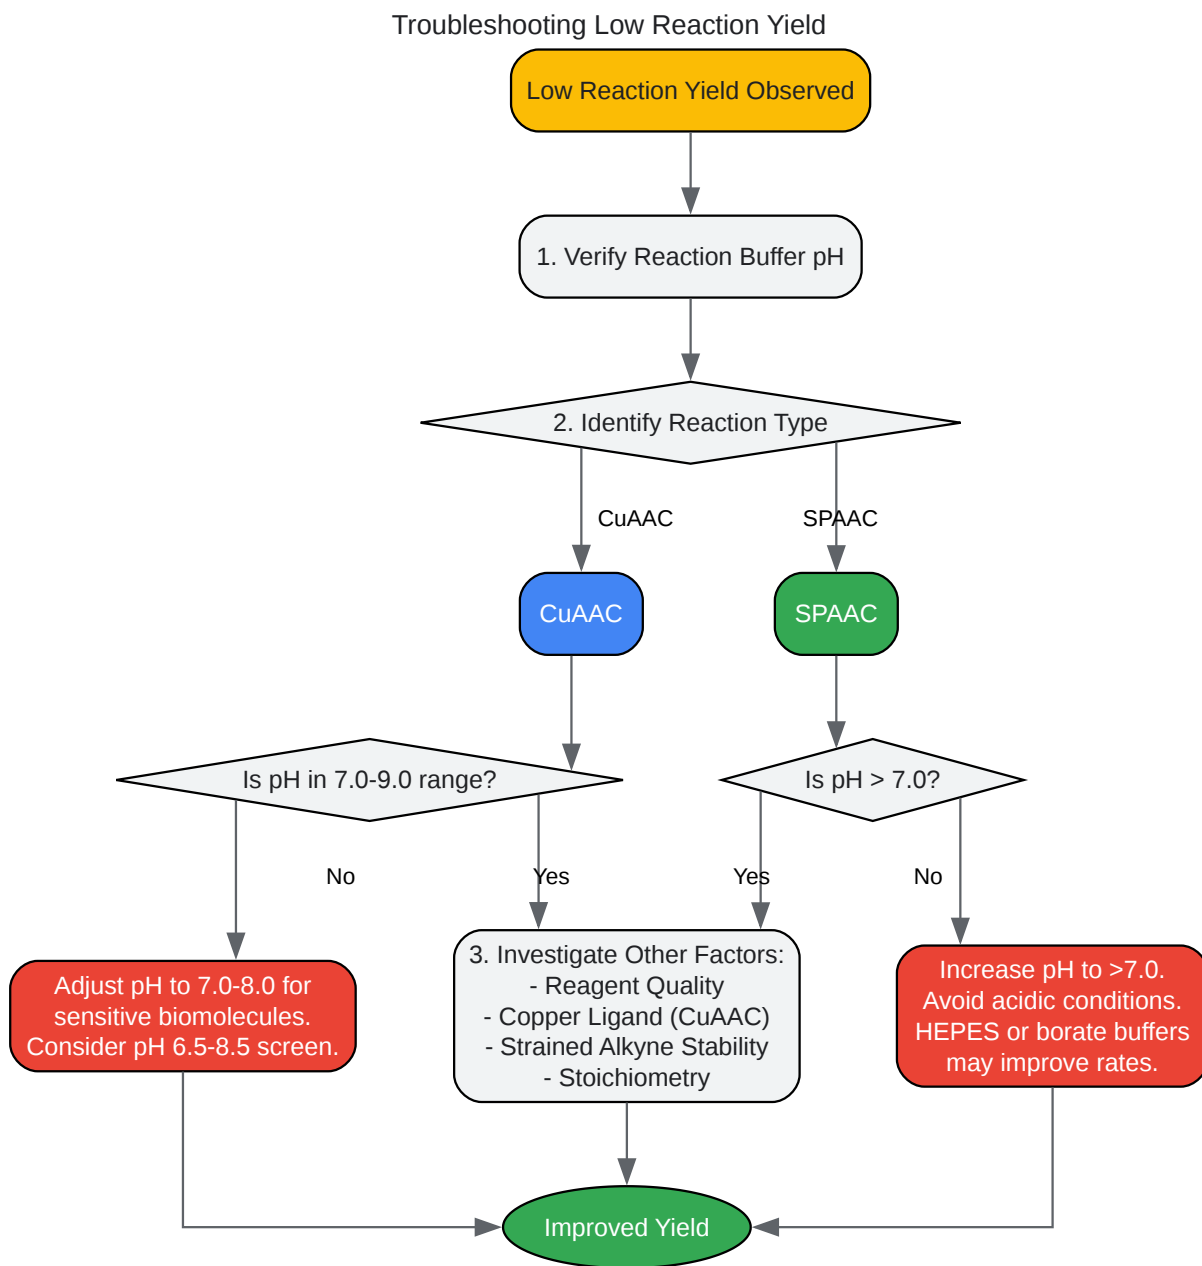 Troubleshooting Low Reaction Yield
Low Reaction Yield Observed
1. Verify Reaction Buffer pH
2. Identify Reaction Type
CuAAC
SPAAC
CuAAC
SPAAC
Is pH in 7.0-9.0 range?
Is pH > 7.0?
No
Yes
Yes
No
Adjust pH to 7.0-8.0 for
sensitive biomolecules.
Consider pH 6.5-8.5 screen.
3. Investigate Other Factors:
- Reagent Quality
- Copper Ligand (CuAAC)
- Strained Alkyne Stability
- Stoichiometry
Increase pH to >7.0.
Avoid acidic conditions.
HEPES or borate buffers
may improve rates.
Improved Yield